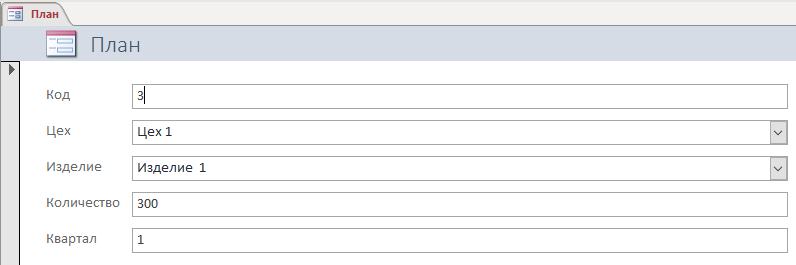 План
План
Код 3
Цех Цех 1
Изделие Изделие 1
Количество 300
Квартал 1